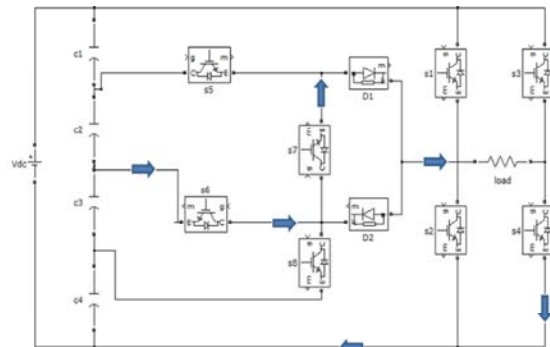 c1
c2
Vdc
c3
c4
g m
C E
s5
m
D1
s7
m E
g C
s6
m g
E C
D2
s8
g C
m E
s1
g C
m E
s3
g C
m E
load
s2
g C
m E
s4
g C
m E